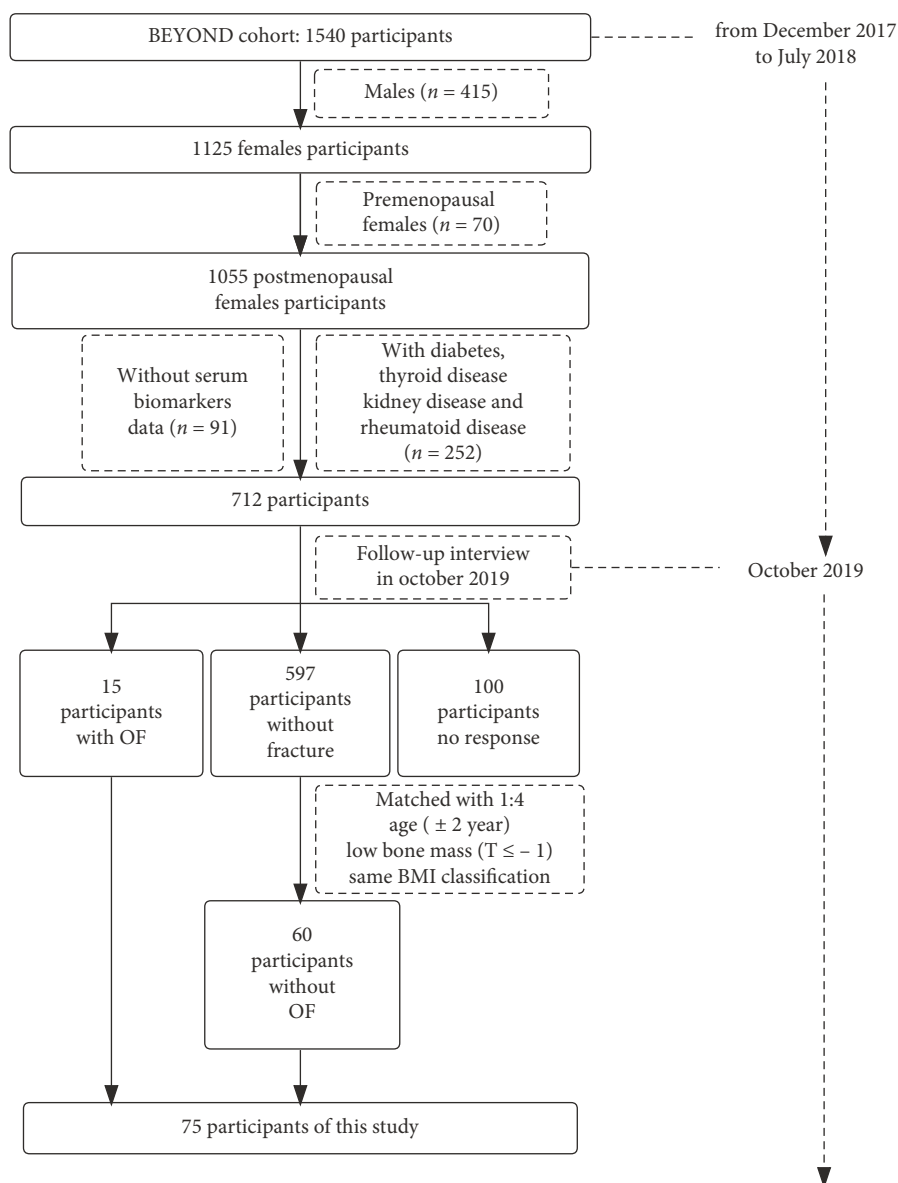 BEYOND cohort: 1540 participants
from December 2017
to July 2018
Males (n = 415)
1125 females participants
Premenopausal
females (n = 70)
1055 postmenopausal
females participants
Without serum
biomarkers
data (n = 91)
With diabetes,
thyroid disease
kidney disease and
rheumatoid disease
(n = 252)
712 participants
Follow-up interview
in october 2019
October 2019
15
participants
with OF
597
participants
without
fracture
100
participants
no response
Matched with 1:4
age ( ± 2 year)
low bone mass (T ≤ – 1)
same BMI classification
60
participants
without
OF
75 participants of this study